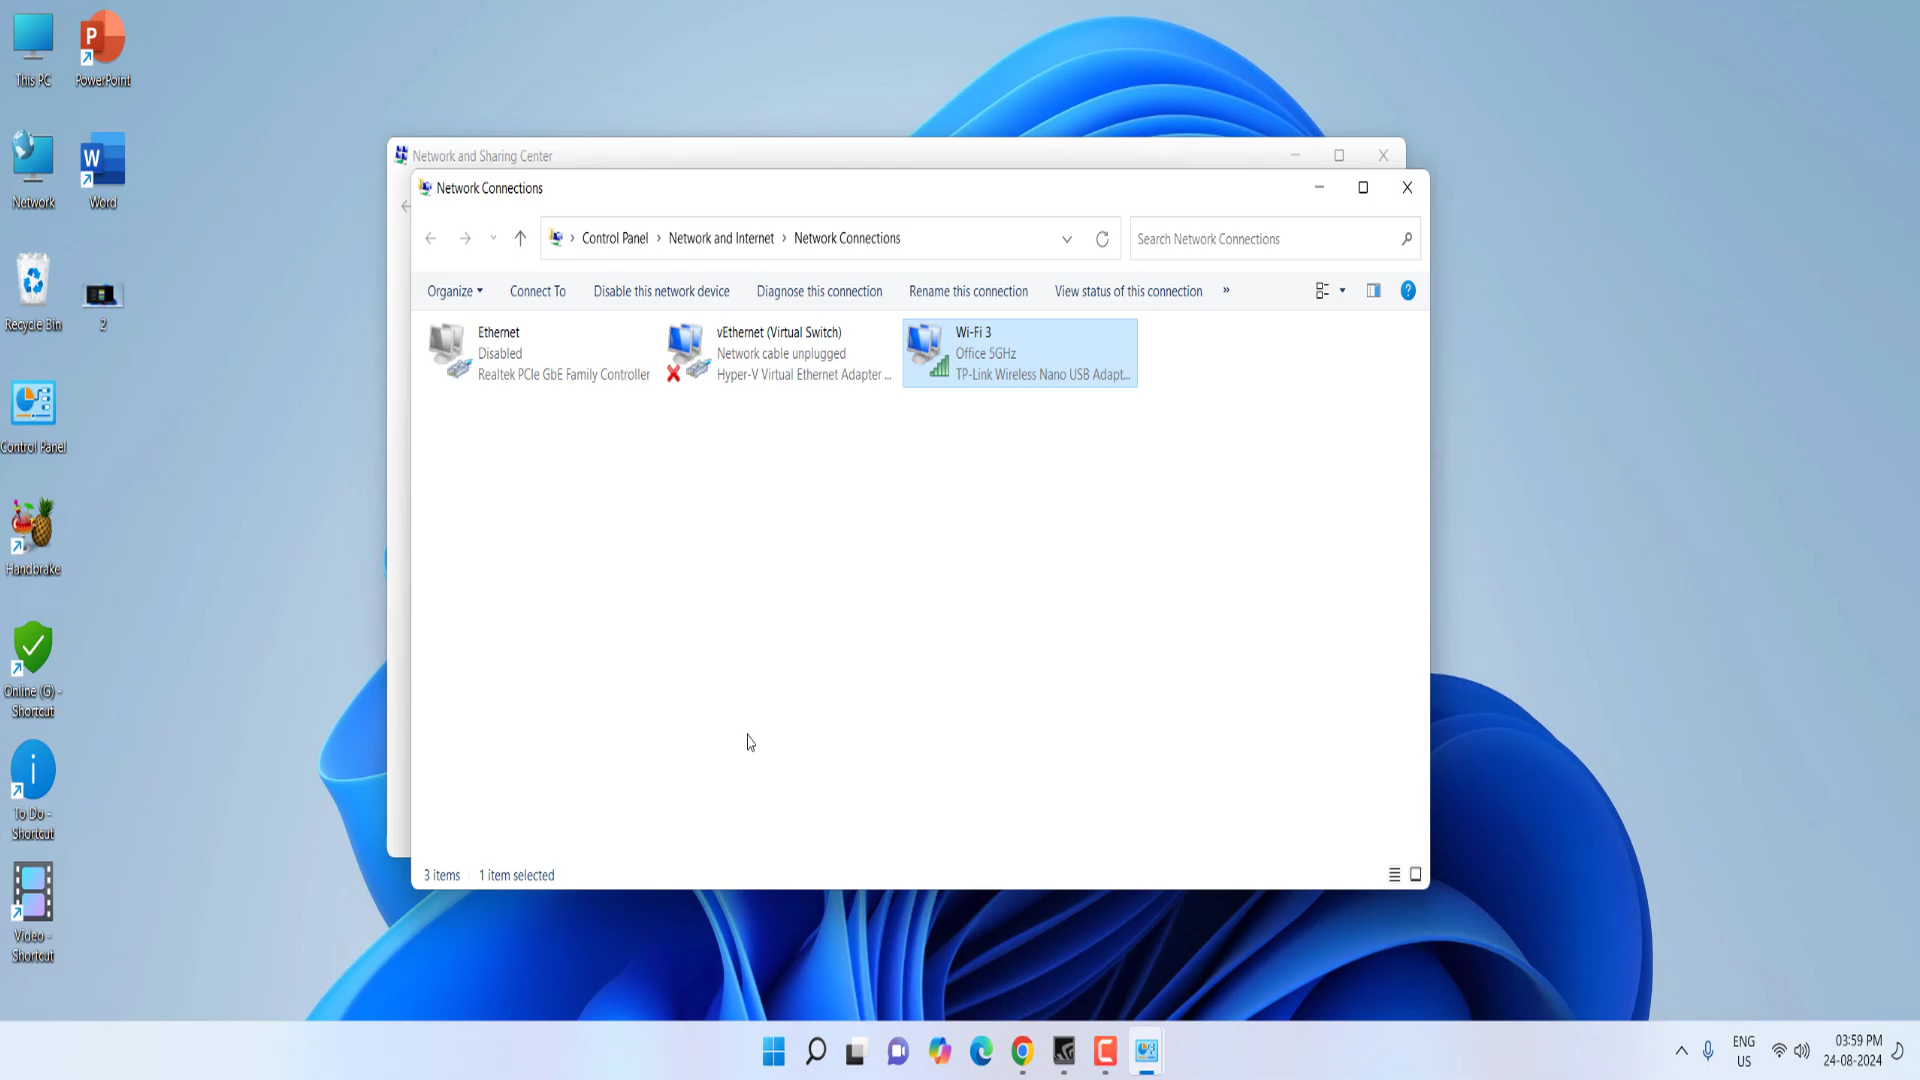 This PC
PowerPoint
Network
Word
Recycle Bin
2
Control Panel
Handbrake
Online (G) -
Shortcut
To Do -
Shortcut
Video -
Shortcut
Network and Sharing Center
Network Connections
Control Panel > Network and Internet > Network Connections
Search Network Connections
Organize
Connect To
Disable this network device
Diagnose this connection
Rename this connection
View status of this connection
»
Ethernet
Disabled
Realtek PCIe GbE Family Controller
vEthernet (Virtual Switch)
Network cable unplugged
Hyper-V Virtual Ethernet Adapter ...
Wi-Fi 3
Office 5GHz
TP-Link Wireless Nano USB Adapt...
3 items
1 item selected
ENG
US
03:59 PM
24-08-2024